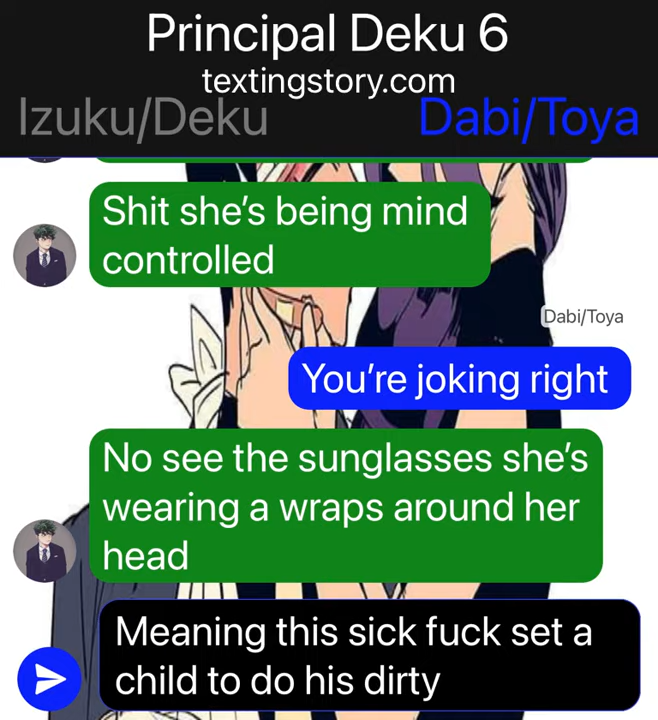 Principal Deku 6
textingstory.com
Izuku/Deku
Dabi/Toya
Shit she's being mind
controlled
Dabi/Toya
You're joking right
No see the sunglasses she's
wearing a wraps around her
head
Meaning this sick fuck set a
child to do his dirty